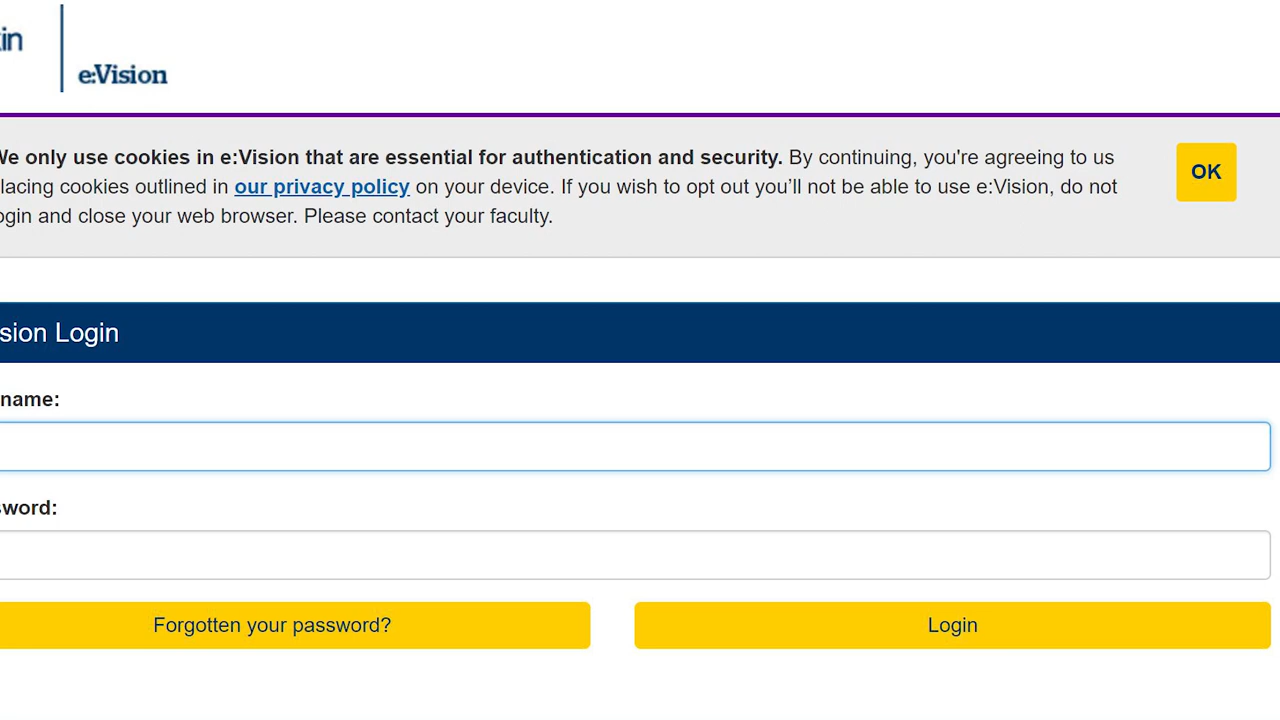 in
e:Vision
We only use cookies in e:Vision that are essential for authentication and security. By continuing, you're agreeing to us
lacing cookies outlined in our privacy policy on your device. If you wish to opt out you’ll not be able to use e:Vision, do not
ogin and close your web browser. Please contact your faculty.
OK
sion Login
name:
sword:
Forgotten your password?
Login